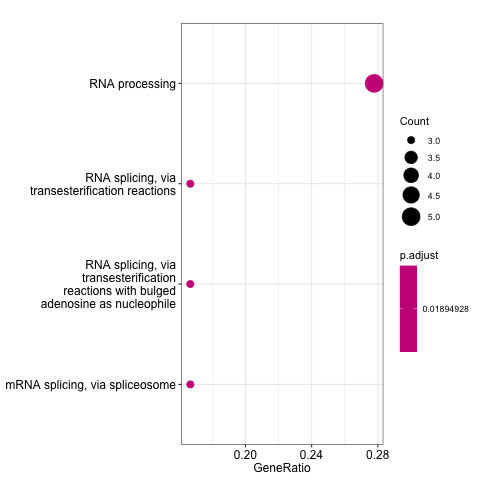 RNA processing
RNA splicing, via
transesterification reactions
RNA splicing, via
transesterification
reactions with bulged
adenosine as nucleophile
mRNA splicing, via spliceosome
0.20
0.24
0.28
GeneRatio
Count
3.0
3.5
4.0
4.5
5.0
p.adjust
0.01894928